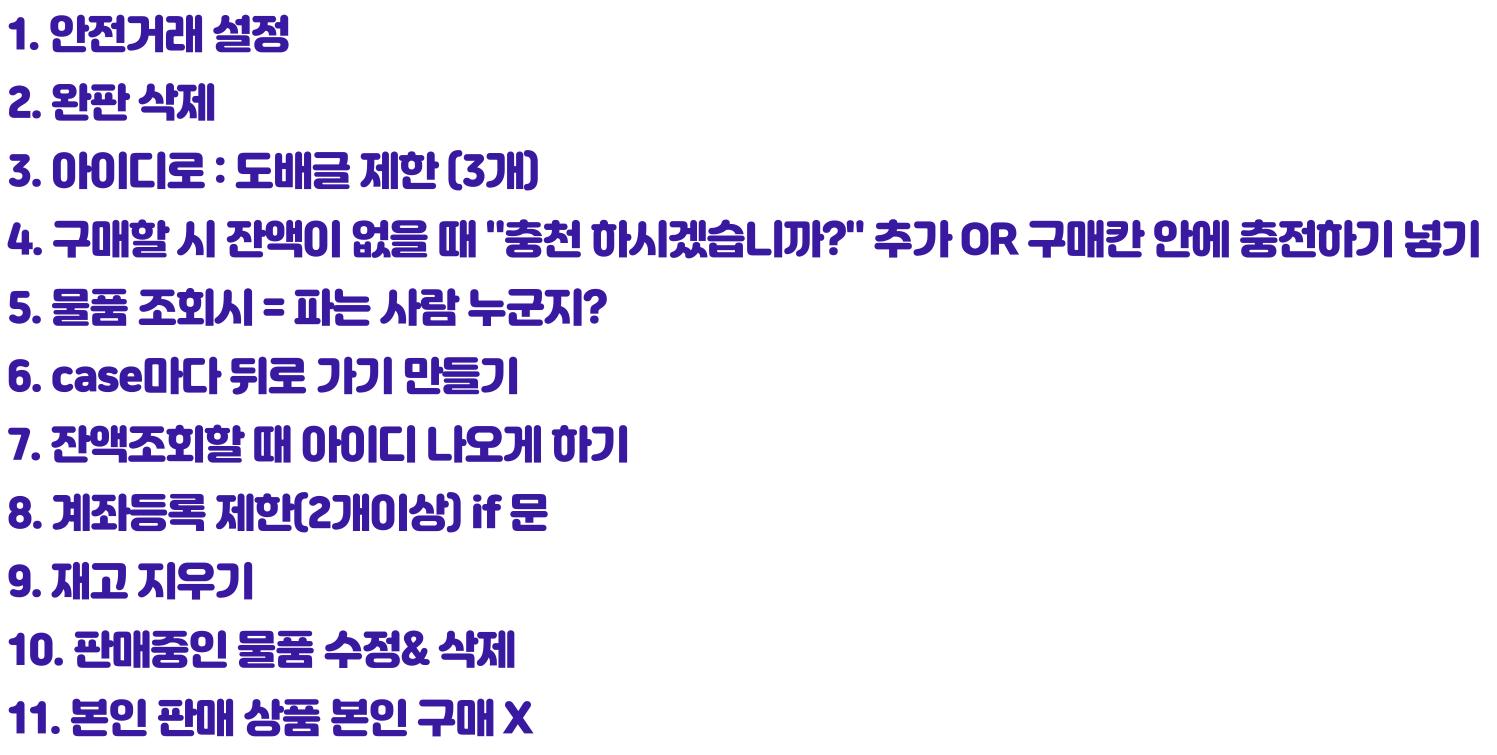 1. 안전거래 설정
2. 완판 삭제
3. 아이디로 : 도배글 제한 (3개)
4. 구매할 시 잔액이 없을 때 "충천 하시겠습니까?" 추가 OR 구매칸 안에 충전하기 넣기
5. 물품 조회시 = 파는 사람 누군지?
6. case마다 뒤로 가기 만들기
7. 잔액조회할 때 아이디 나오게 하기
8. 계좌등록 제한(2개이상) if 문
9. 재고 지우기
10. 판매중인 물품 수정& 삭제
11. 본인 판매 상품 본인 구매 X